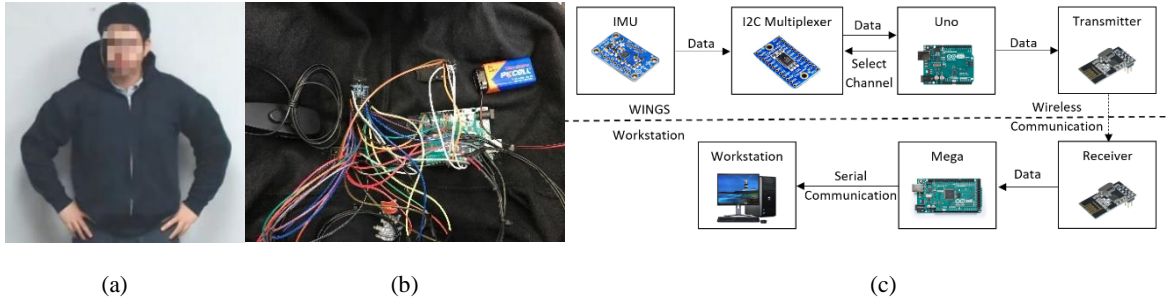 IMU
I2C Multiplexer
Uno
Transmitter
Data
Data
Select
Channel
Data
WINGS
Workstation
Wireless
Communication
Workstation
Mega
Receiver
Serial
Communication
Data
PKCELL
(a)
(b)
(c)